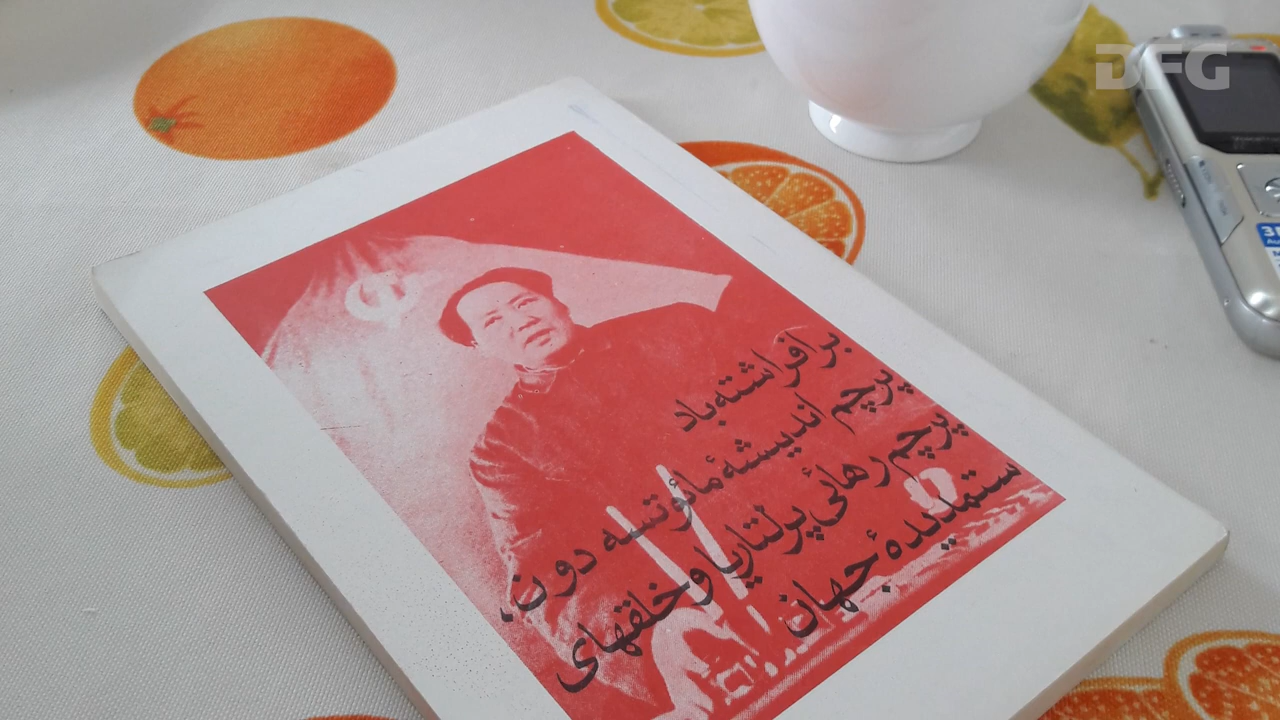 DFG
برافراشته باد
پرچم اندیشهٔ مائوتسه دون،
پرچم رهائی پرلتاریا و خلقهای
ستمدیدهٔ جهان